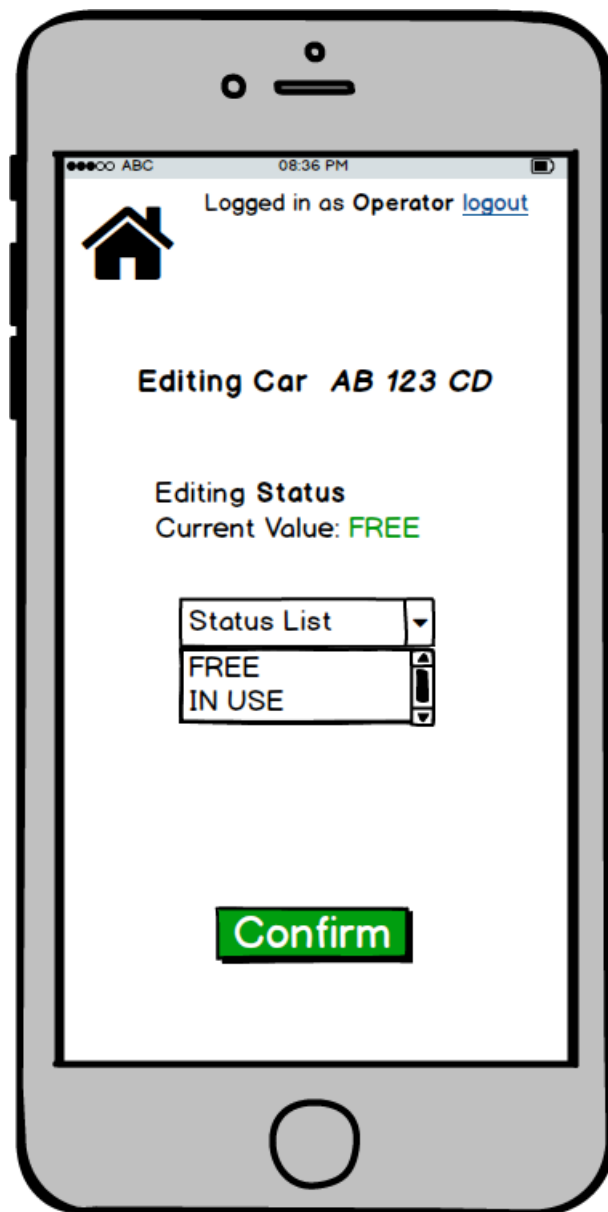 ABC 08:36 PM
Logged in as Operator logout
Editing Car AB 123 CD
Editing Status
Current Value: FREE
Status List
FREE
IN USE
Confirm